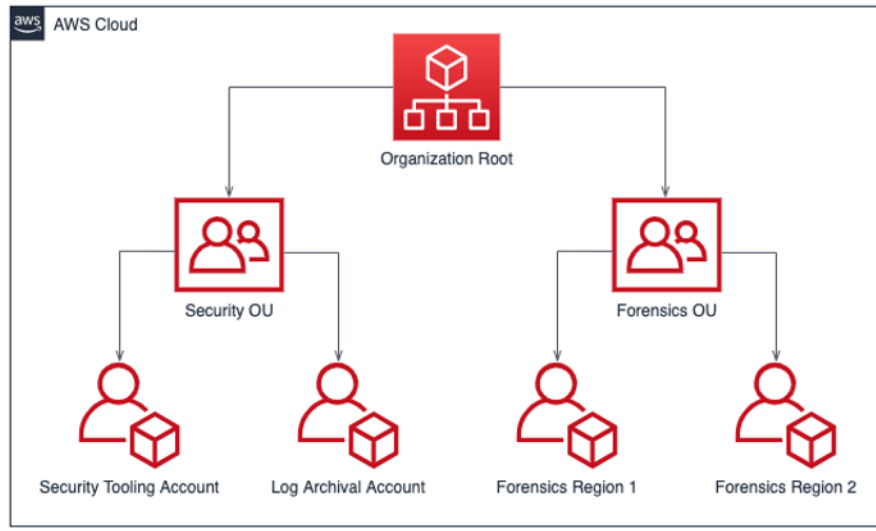 aws
AWS Cloud
Organization Root
Security OU
Forensics OU
Security Tooling Account
Log Archival Account
Forensics Region 1
Forensics Region 2